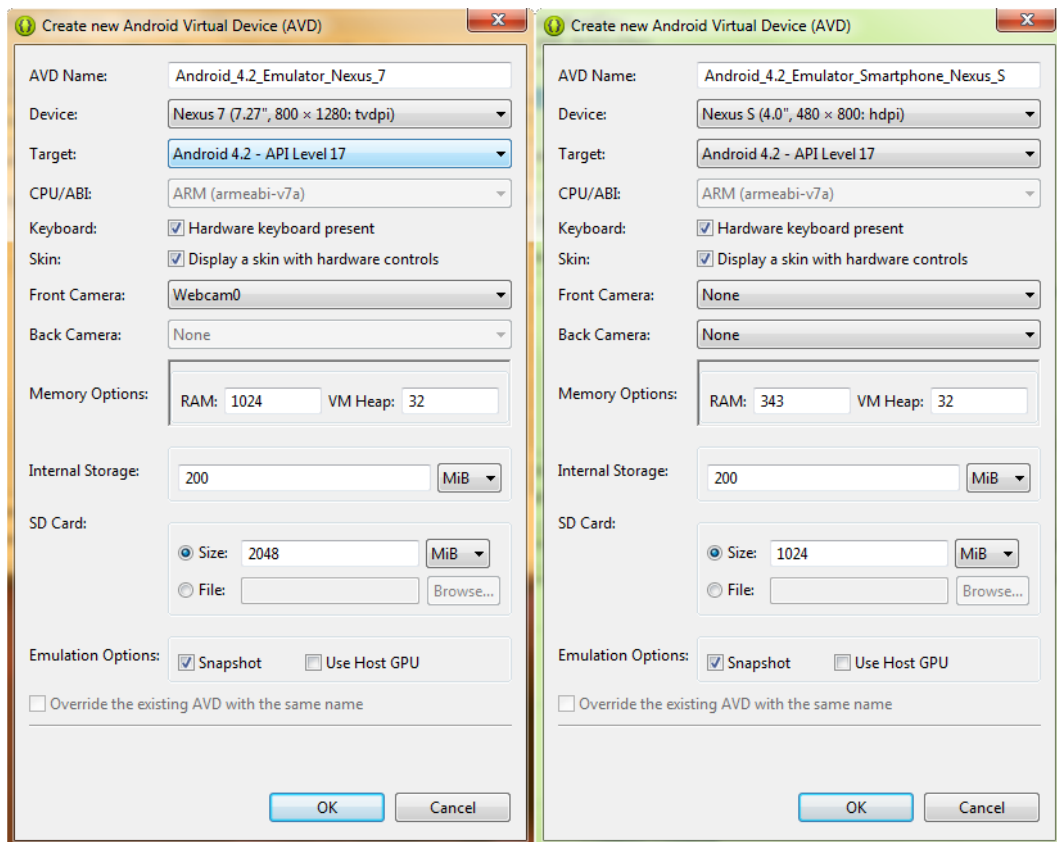 Create new Android Virtual Device (AVD)
AVD Name: Android_4.2_Emulator_Nexus_7
Device: Nexus 7 (7.27", 800 × 1280: tvdpi)
Target: Android 4.2 - API Level 17
CPU/ABI: ARM (armeabi-v7a)
Keyboard: Hardware keyboard present
Skin: Display a skin with hardware controls
Front Camera: Webcam0
Back Camera: None
Memory Options: RAM: 1024 VM Heap: 32
Internal Storage: 200 MiB
SD Card:
Size: 2048 MiB
File: Browse...
Emulation Options: Snapshot Use Host GPU
Override the existing AVD with the same name
OK Cancel
Create new Android Virtual Device (AVD)
AVD Name: Android_4.2_Emulator_Smartphone_Nexus_S
Device: Nexus S (4.0", 480 × 800: hdpi)
Target: Android 4.2 - API Level 17
CPU/ABI: ARM (armeabi-v7a)
Keyboard: Hardware keyboard present
Skin: Display a skin with hardware controls
Front Camera: None
Back Camera: None
Memory Options: RAM: 343 VM Heap: 32
Internal Storage: 200 MiB
SD Card:
Size: 1024 MiB
File: Browse...
Emulation Options: Snapshot Use Host GPU
Override the existing AVD with the same name
OK Cancel